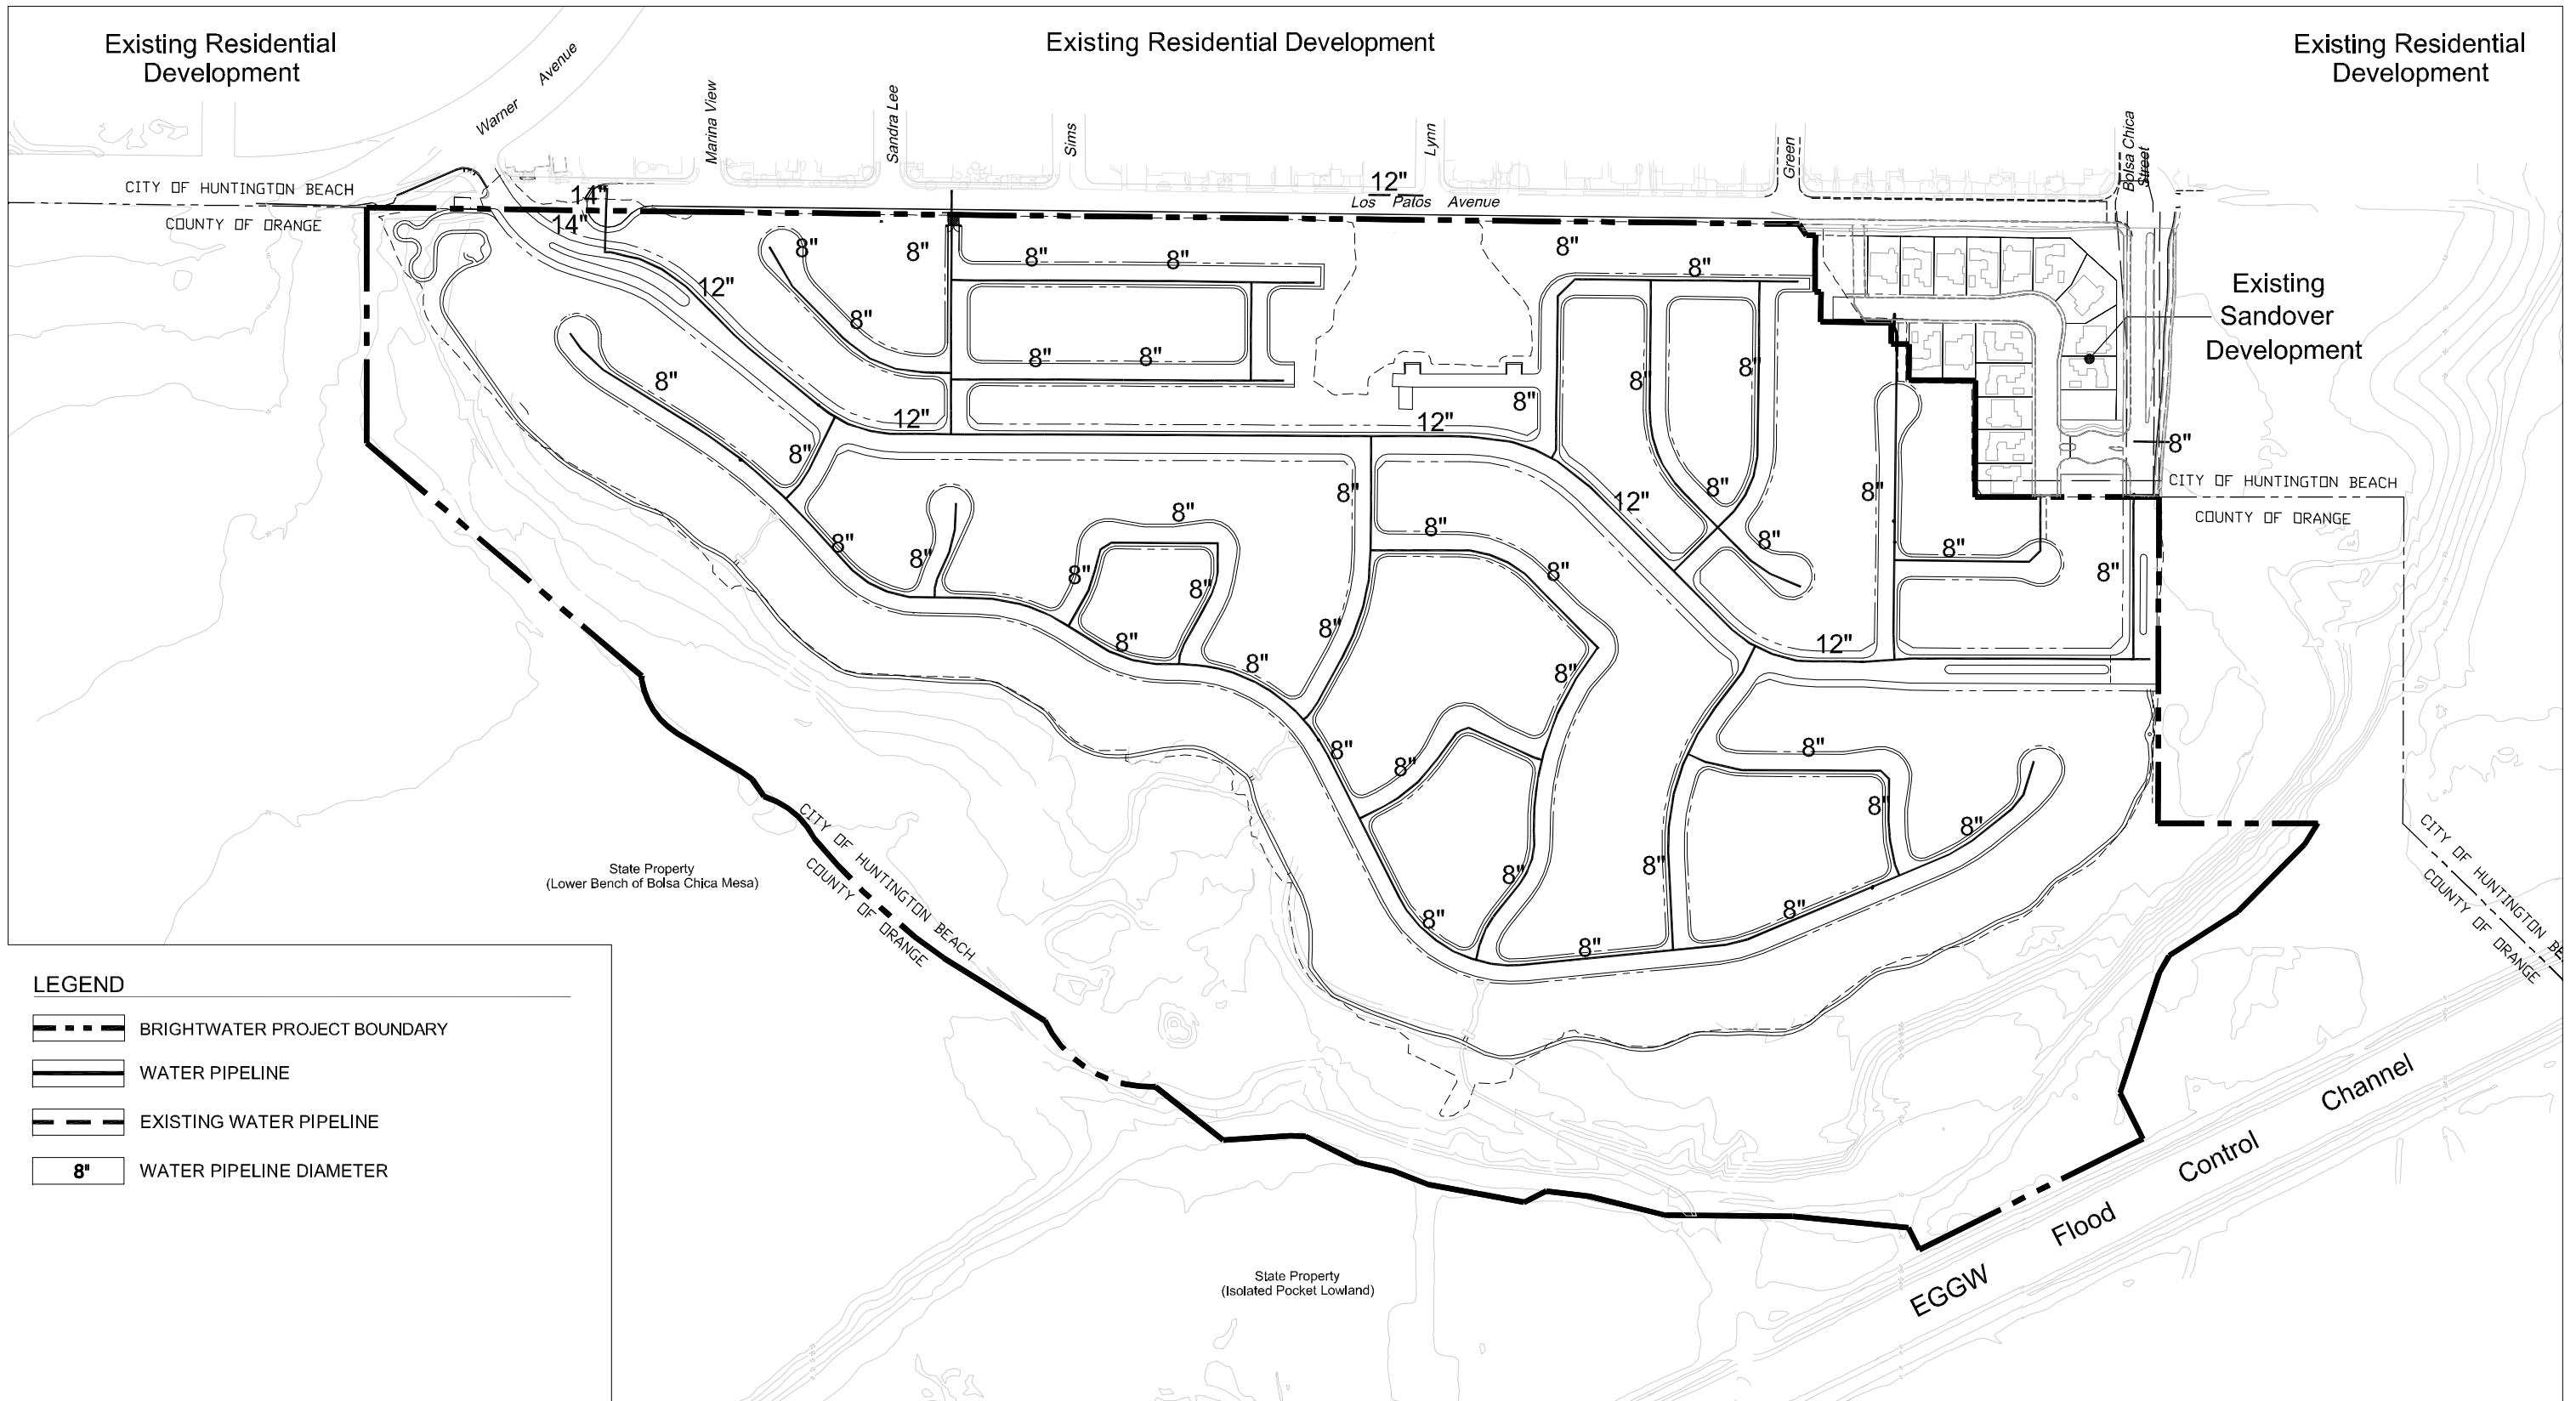 Existing Residential
Development
Existing Residential Development
Existing Residential
Development
Warner Avenue
Marina View
Sandra Lee
Sims
Lynn
Green
Bolsa Chica
Street
CITY OF HUNTINGTON BEACH
COUNTY OF ORANGE
14"
14"
12"
Los Patos Avenue
8"
8"
8"
8"
8"
8"
12"
8"
8"
8"
8"
8"
8"
8"
12"
12"
8"
8"
8"
Existing
Sandover
Development
8"
CITY OF HUNTINGTON BEACH
COUNTY OF ORANGE
8"
8"
8"
8"
12"
8"
8"
8"
8"
8"
8"
8"
8"
8"
8"
8"
8"
8"
8"
12"
8"
8"
8"
8"
8"
8"
8"
8"
8"
8"
8"
CITY OF HUNTINGTON BEACH
COUNTY OF ORANGE
State Property
(Lower Bench of Bolsa Chica Mesa)
CITY OF HUNTINGTON BE
COUNTY OF ORANGE
LEGEND
BRIGHTWATER PROJECT BOUNDARY
WATER PIPELINE
EXISTING WATER PIPELINE
8" WATER PIPELINE DIAMETER
State Property
(Isolated Pocket Lowland)
EGGW Flood Control Channel